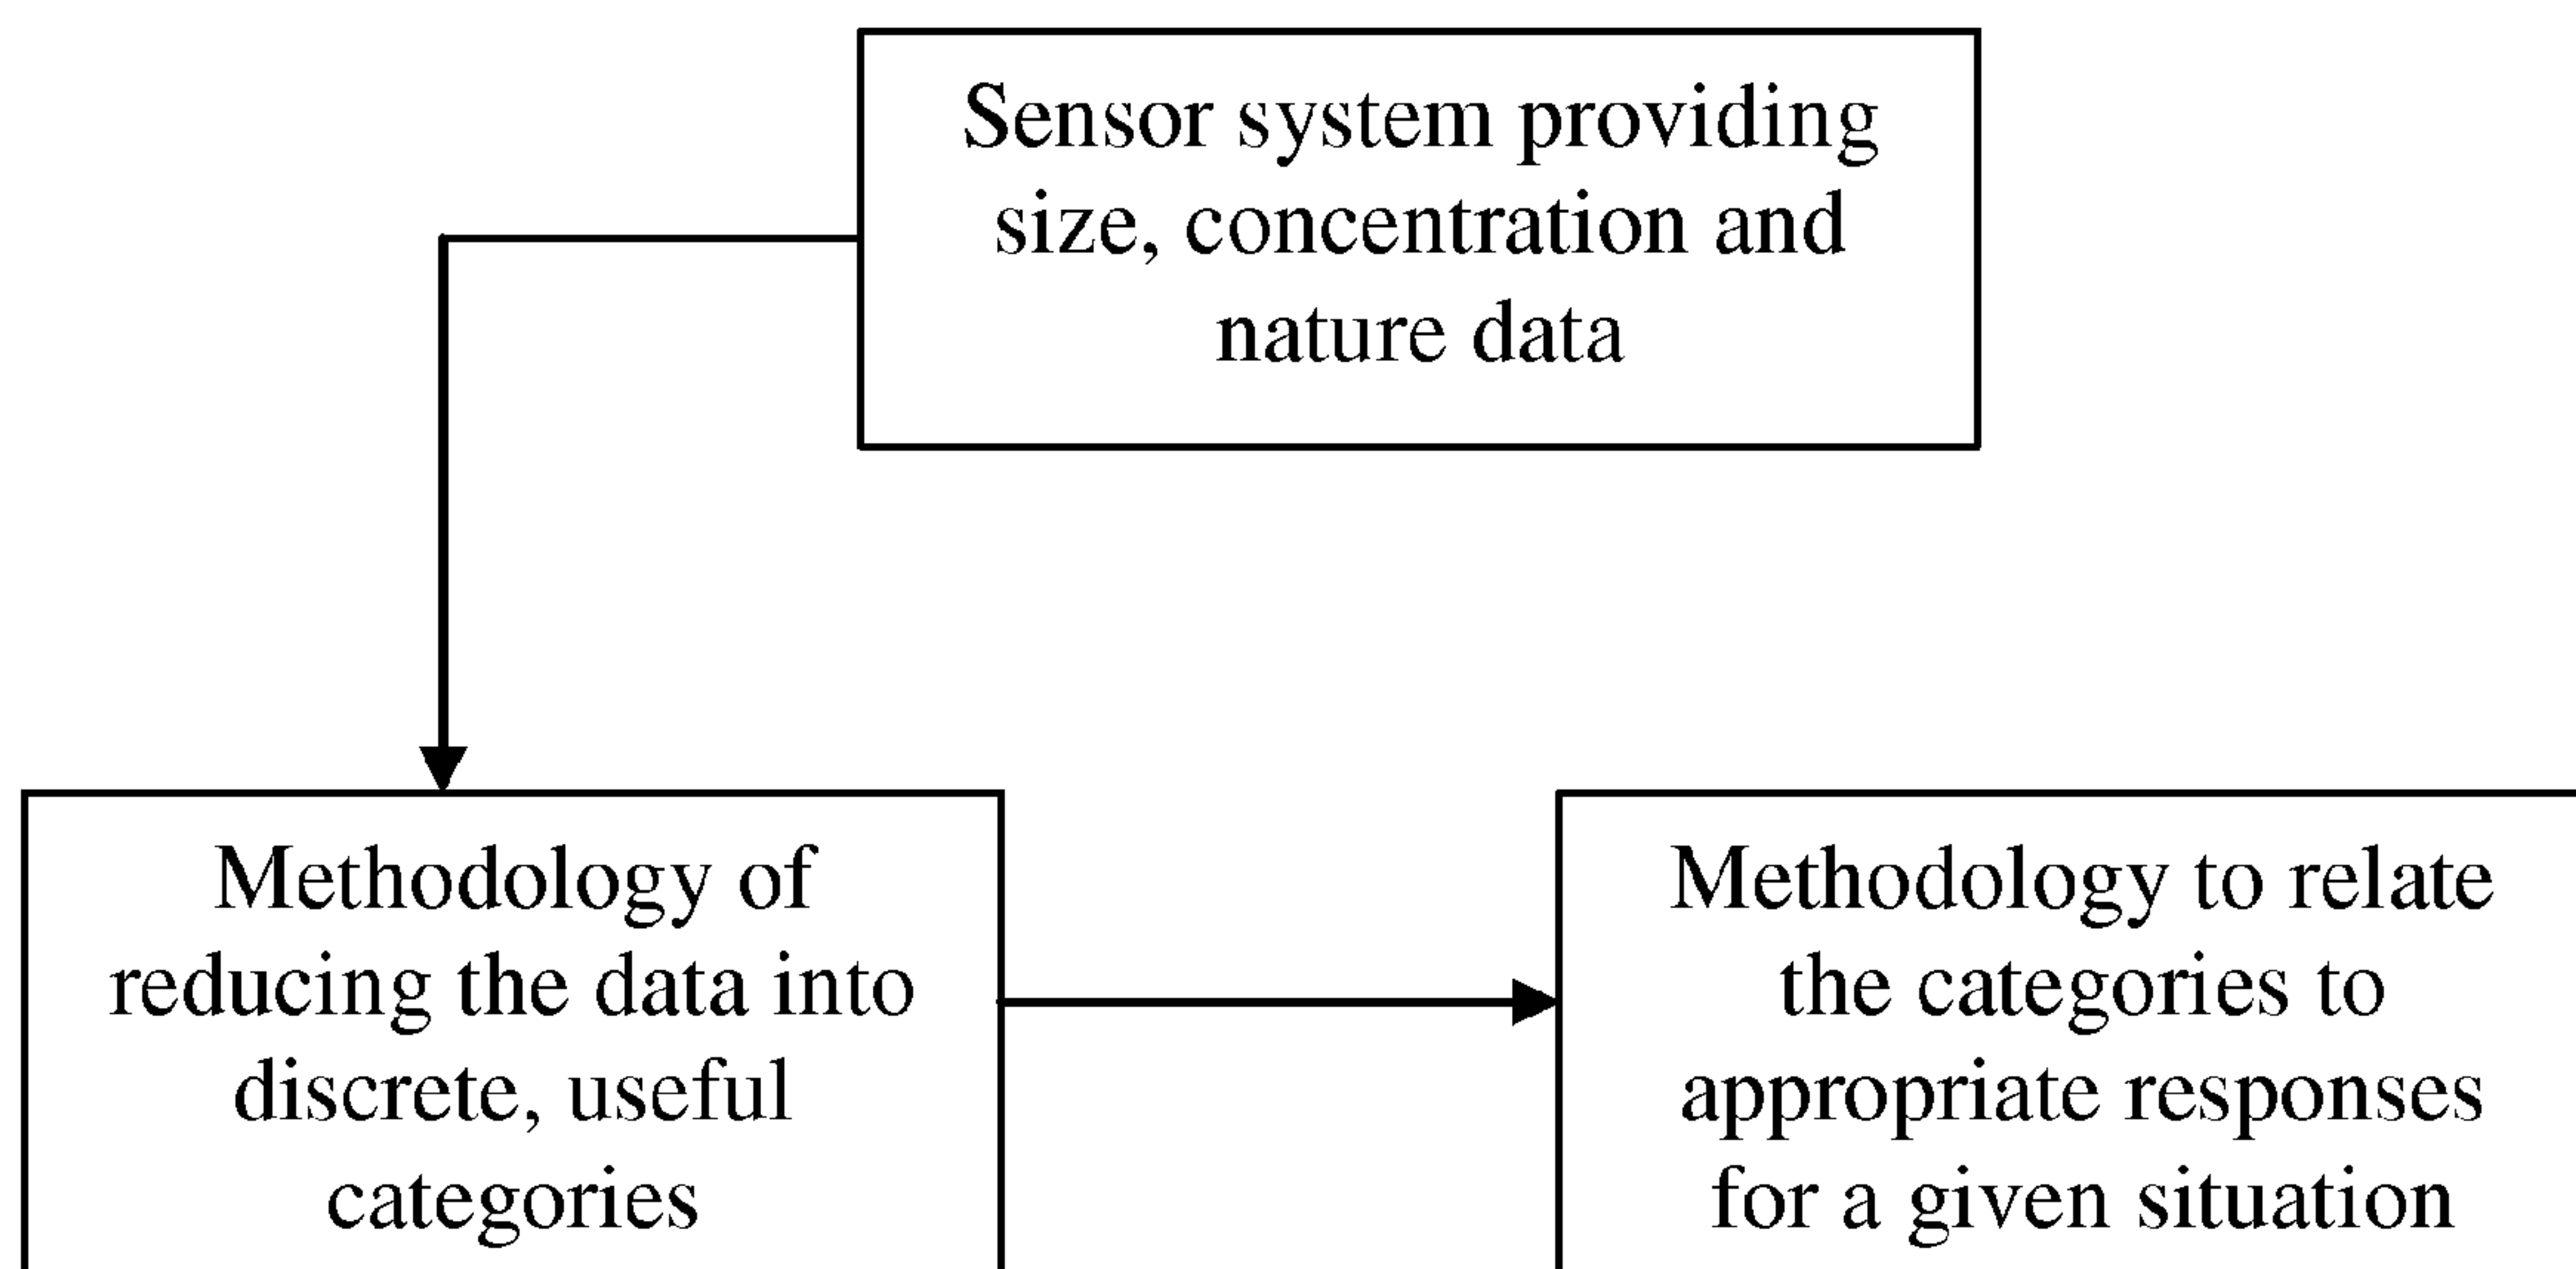 Sensor system providing
size, concentration and
nature data
Methodology of
reducing the data into
discrete, useful
categories
Methodology to relate
the categories to
appropriate responses
for a given situation